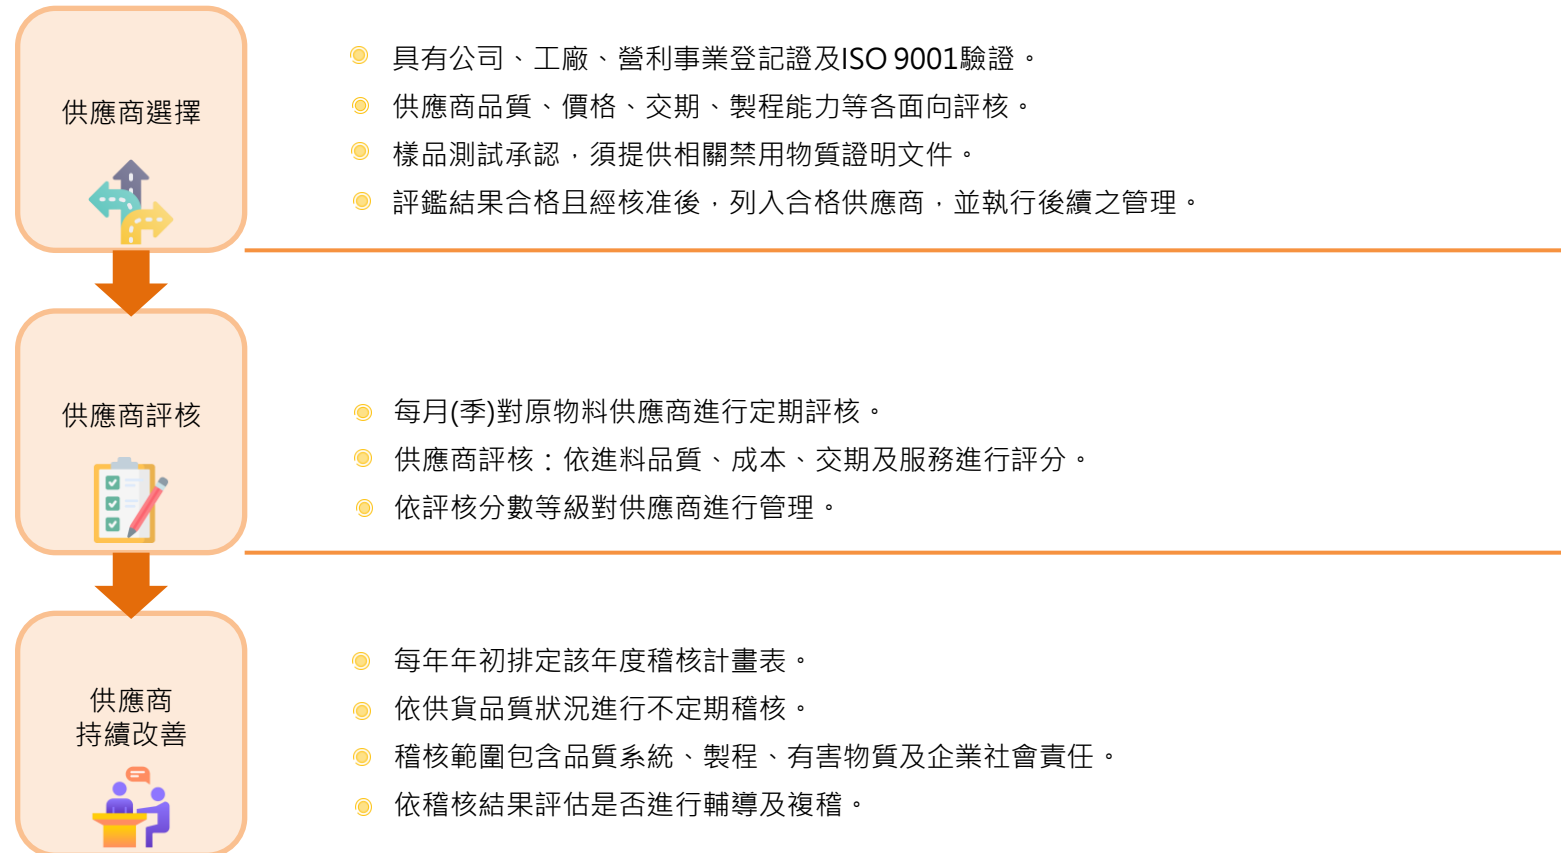 供應商選擇
具有公司、工廠、營利事業登記證及ISO 9001驗證。
供應商品質、價格、交期、製程能力等各面向評核。
樣品測試承認，須提供相關禁用物質證明文件。
評鑑結果合格且經核准後，列入合格供應商，並執行後續之管理。
供應商評核
每月(季)對原物料供應商進行定期評核。
供應商評核：依進料品質、成本、交期及服務進行評分。
依評核分數等級對供應商進行管理。
供應商
持續改善
每年年初排定該年度稽核計畫表。
依供貨品質狀況進行不定期稽核。
稽核範圍包含品質系統、製程、有害物質及企業社會責任。
依稽核結果評估是否進行輔導及複稽。